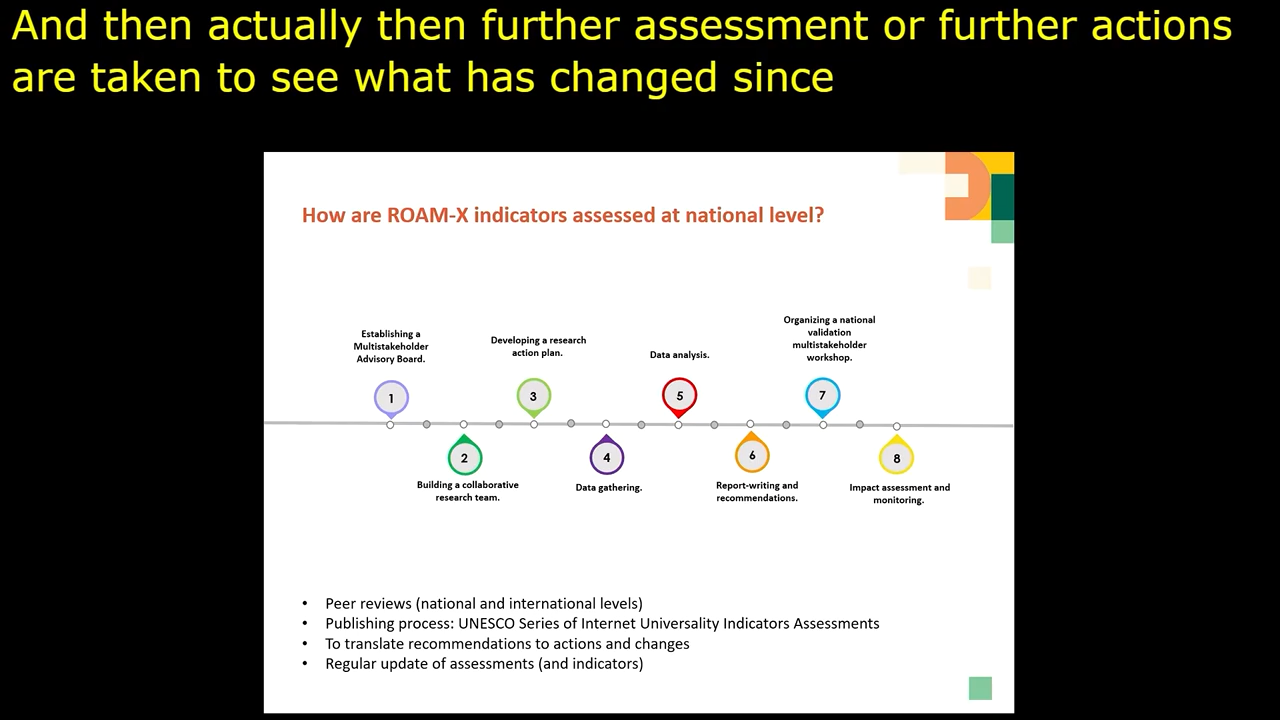 And then actually then further assessment or further actions
are taken to see what has changed since
How are ROAM-X indicators assessed at national level?
Establishing a
Multistakeholder
Advisory Board.
1
Building a collaborative
research team.
2
Developing a research
action plan.
3
Data gathering.
4
Data analysis.
5
Report-writing and
recommendations.
6
Organizing a national
validation
multistakeholder
workshop.
7
Impact assessment and
monitoring.
8
• Peer reviews (national and international levels)
• Publishing process: UNESCO Series of Internet Universality Indicators Assessments
• To translate recommendations to actions and changes
• Regular update of assessments (and indicators)